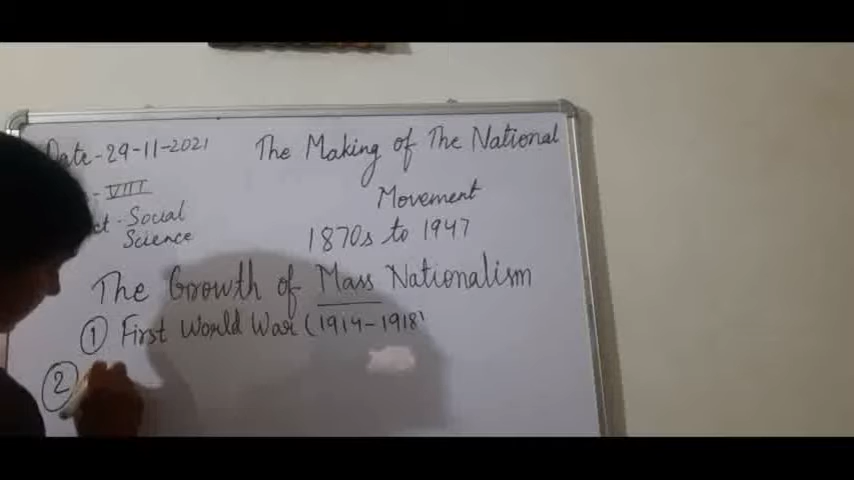 Date-29-11-2021
The Making of The National
- VIII
Movement
ct - Social
Science
1870s to 1947
The Growth of Mass Nationalism
① First World War (1914-1918)
②